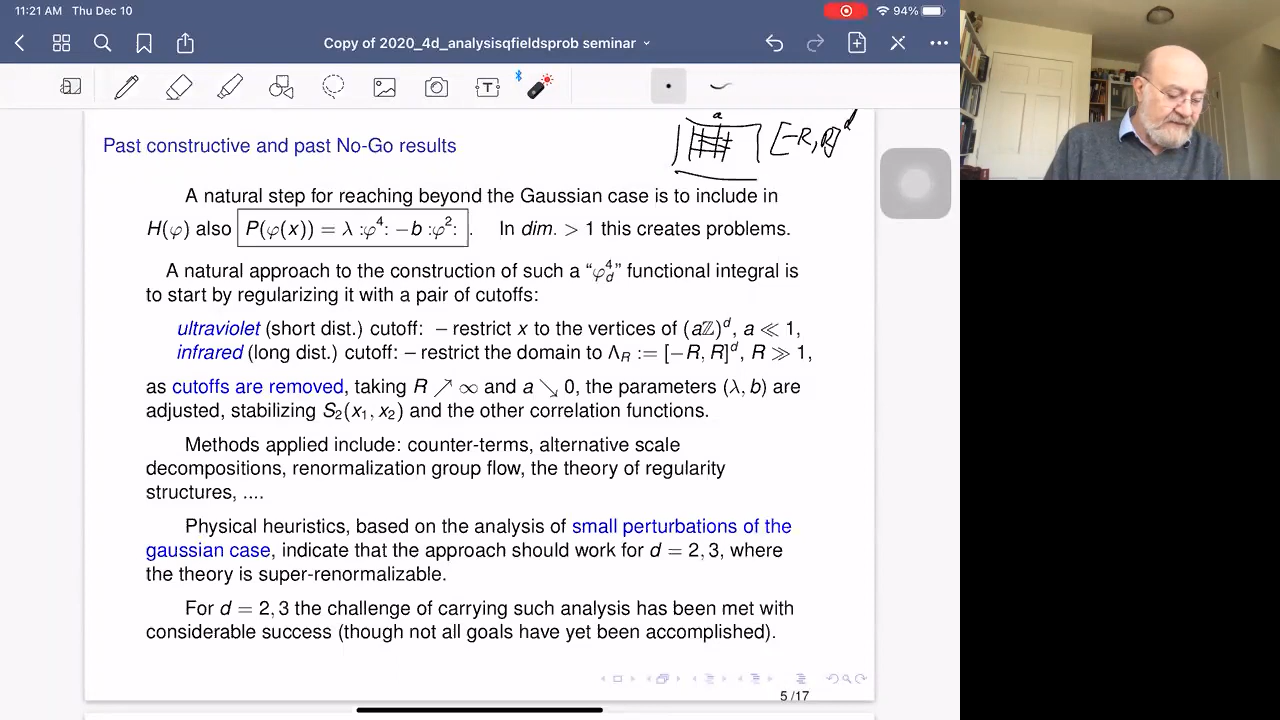 11:21 AM Thu Dec 10
94%
Copy of 2020_4d_analysisqfieldsprob seminar
T
a
[-R, R]^d
Past constructive and past No-Go results
A natural step for reaching beyond the Gaussian case is to include in
H(φ) also P(φ(x)) = λ :φ⁴: −b :φ²: . In dim. > 1 this creates problems.
A natural approach to the construction of such a “φ⁴_d” functional integral is
to start by regularizing it with a pair of cutoffs:
ultraviolet (short dist.) cutoff: – restrict x to the vertices of (aℤ)^d, a ≪ 1,
infrared (long dist.) cutoff: – restrict the domain to Λ_R := [−R, R]^d, R ≫ 1,
as cutoffs are removed, taking R ↗ ∞ and a ↘ 0, the parameters (λ, b) are
adjusted, stabilizing S₂(x₁, x₂) and the other correlation functions.
Methods applied include: counter-terms, alternative scale
decompositions, renormalization group flow, the theory of regularity
structures, ....
Physical heuristics, based on the analysis of small perturbations of the
gaussian case, indicate that the approach should work for d = 2, 3, where
the theory is super-renormalizable.
For d = 2, 3 the challenge of carrying such analysis has been met with
considerable success (though not all goals have yet been accomplished).
5 /17